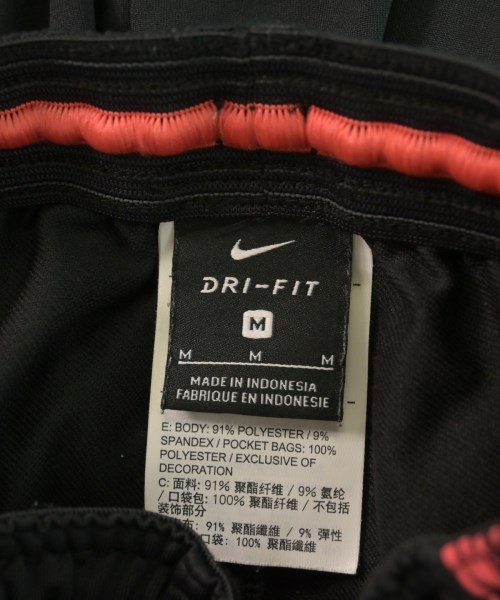 DRI-FIT
M
M M M
MADE IN INDONESIA
FABRIQUE EN INDONESIE
E: BODY: 91% POLYESTER / 9%
SPANDEX / POCKET BAGS: 100%
POLYESTER / EXCLUSIVE OF
DECORATION
C: 面料: 91% 聚酯纤维 / 9% 氨纶
/ 口袋包: 100% 聚酯纤维 / 不包括
装饰部分
布: 91% 聚酯纖維 / 9% 彈性
口袋: 100% 聚酯纖維